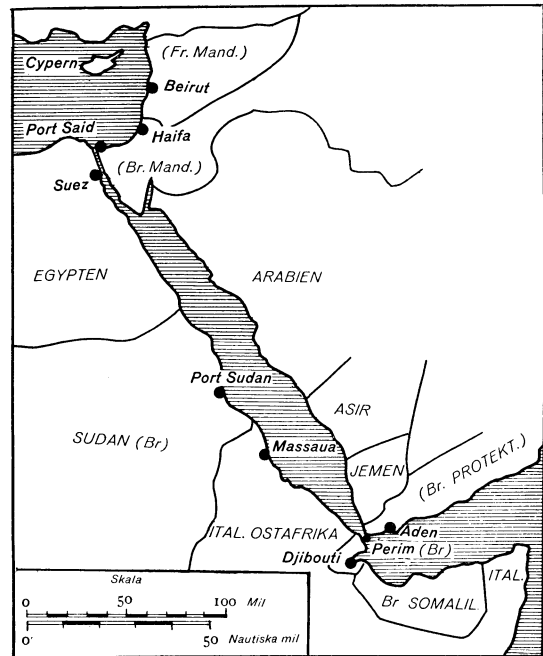 (Fr. Mand.)
Cypern
Beirut
Port Said
Haifa
(Br. Mand.)
Suez
EGYPTEN
ARABIEN
Port Sudan
ASIR
SUDAN (Br)
Massaua
JEMEN
(Br. PROTEKT.)
ITAL. OSTAFRIKA
Aden
Perim (Br)
Djibouti
ITAL.
Br SOMALIL.
Skala
0 50 100 Mil
0 50 Nautiska mil